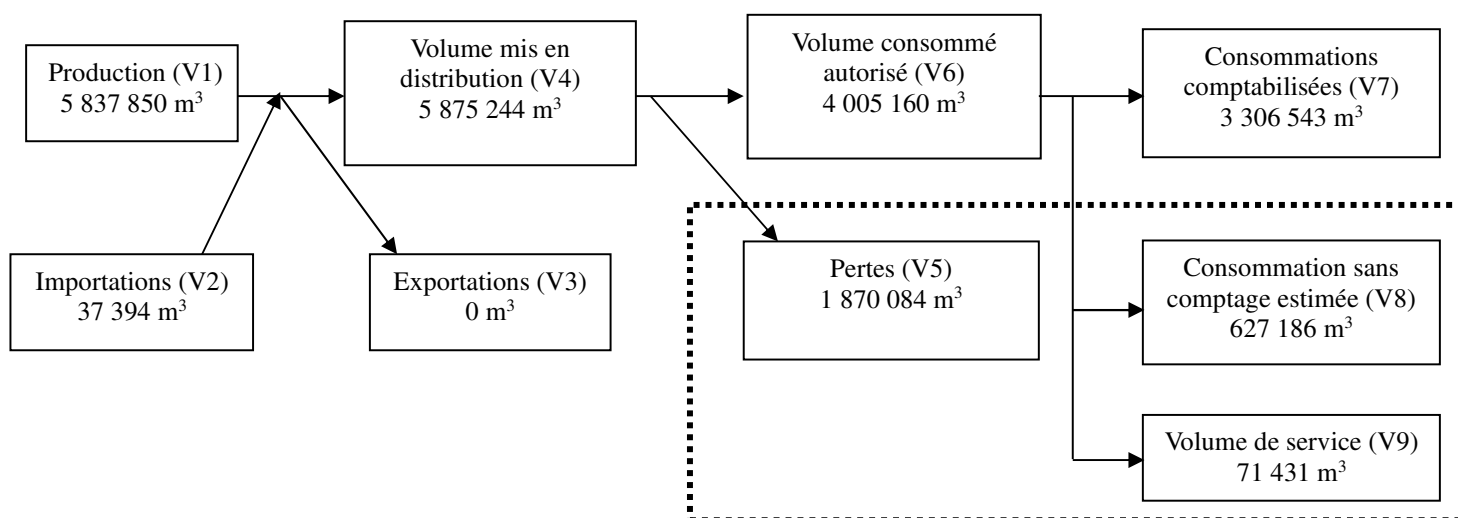 Production (V1)
5 837 850 m³
Volume mis en
distribution (V4)
5 875 244 m³
Volume consommé
autorisé (V6)
4 005 160 m³
Consommations
comptabilisées (V7)
3 306 543 m³
Importations (V2)
37 394 m³
Exportations (V3)
0 m³
Pertes (V5)
1 870 084 m³
Consommation sans
comptage estimée (V8)
627 186 m³
Volume de service (V9)
71 431 m³